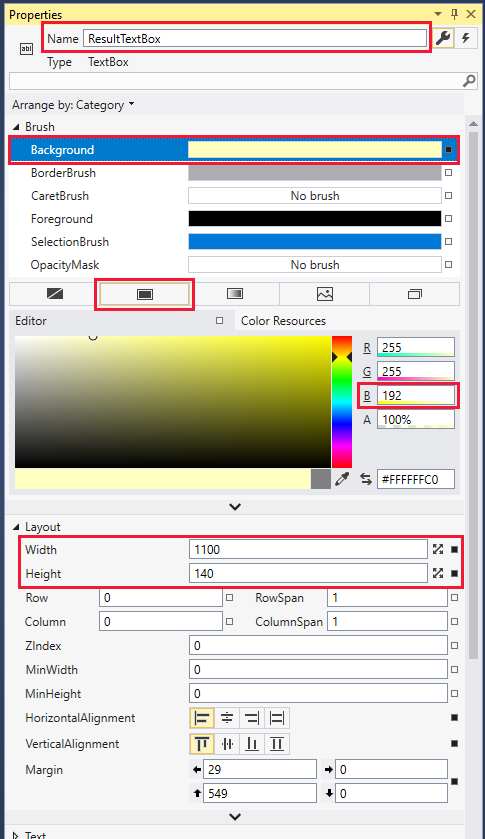 Properties
Name ResultTextBox
abl
Type TextBox
Arrange by: Category
Brush
Background
BorderBrush
CaretBrush No brush
Foreground
SelectionBrush
OpacityMask No brush
Editor Color Resources
R 255
G 255
B 192
A 100%
#FFFFFFC0
Layout
Width 1100
Height 140
Row 0 RowSpan 1
Column 0 ColumnSpan 1
ZIndex 0
MinWidth 0
MinHeight 0
HorizontalAlignment
VerticalAlignment
Margin 29 0
549 0
Text